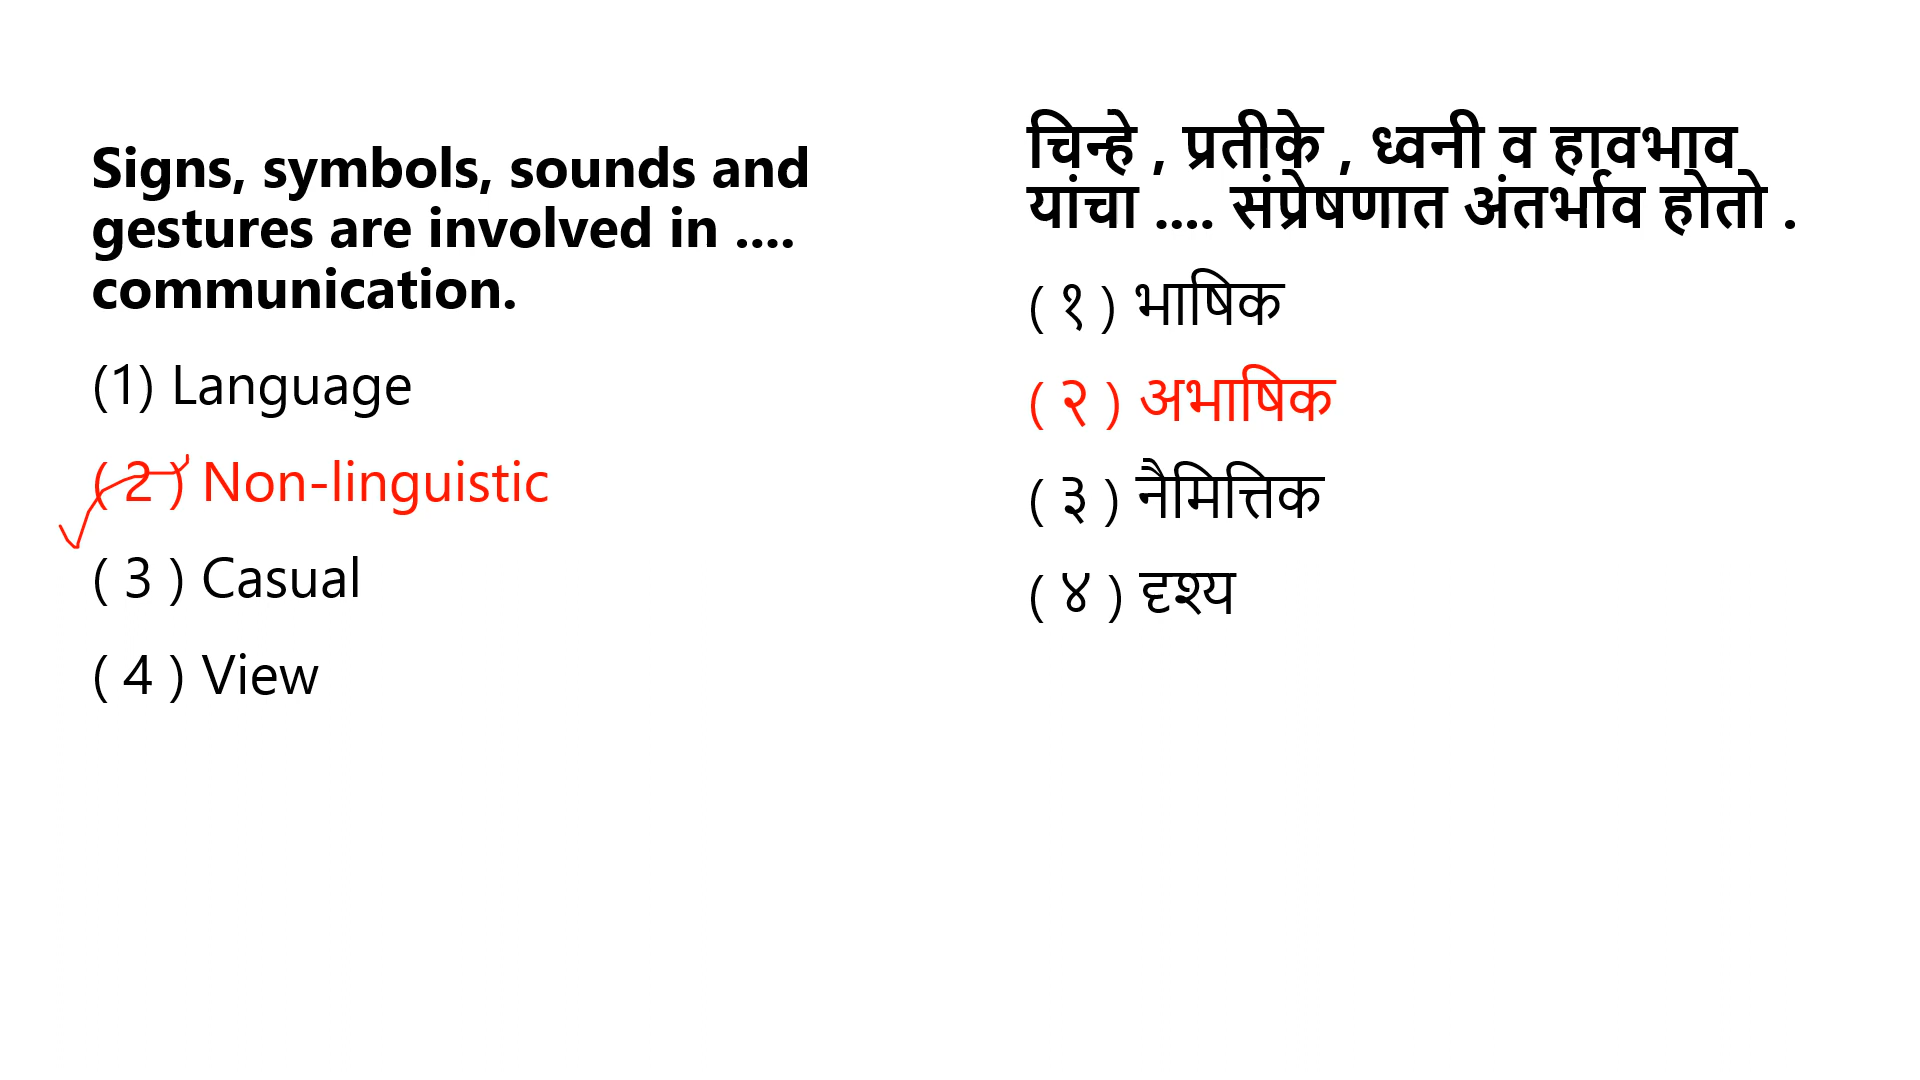 Signs, symbols, sounds and
gestures are involved in ....
communication.
(1) Language
( 2 ) Non-linguistic
( 3 ) Casual
( 4 ) View
चिन्हे , प्रतीके , ध्वनी व हावभाव
यांचा .... संप्रेषणात अंतर्भाव होतो .
( १ ) भाषिक
( २ ) अभाषिक
( ३ ) नैमित्तिक
( ४ ) दृश्य